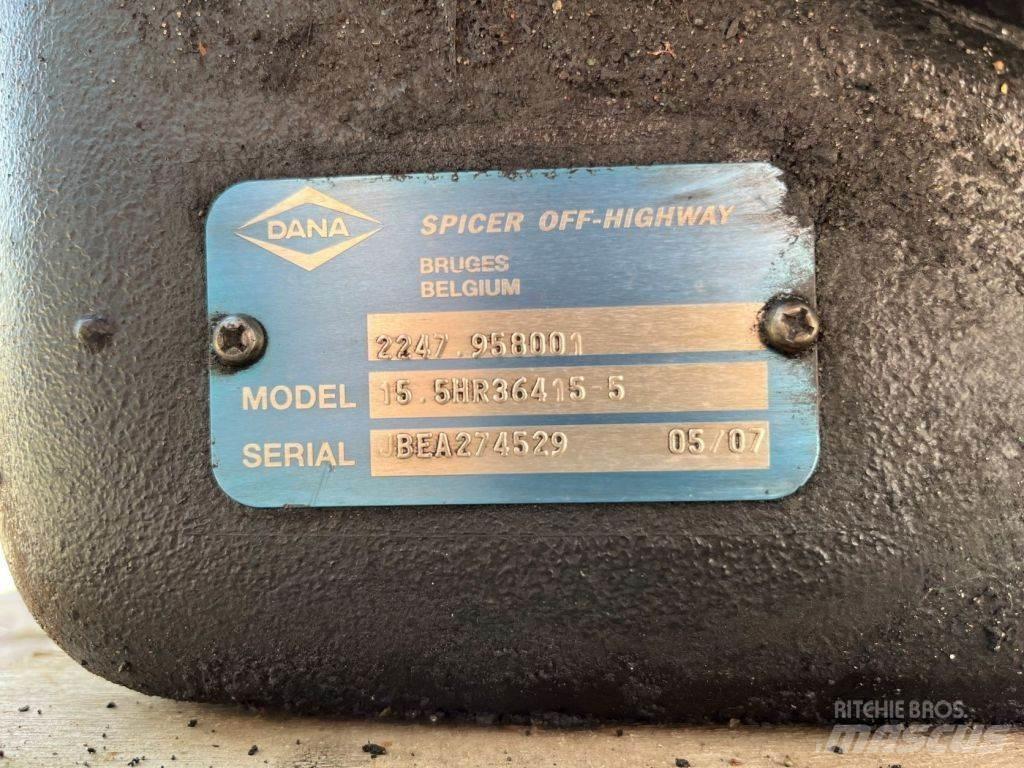 DANA
SPICER OFF-HIGHWAY
BRUGES
BELGIUM
2247.958001
MODEL 15.5HR36415-5
SERIAL JBEA274529 05/07
RITCHIE BROS.
MASCUS